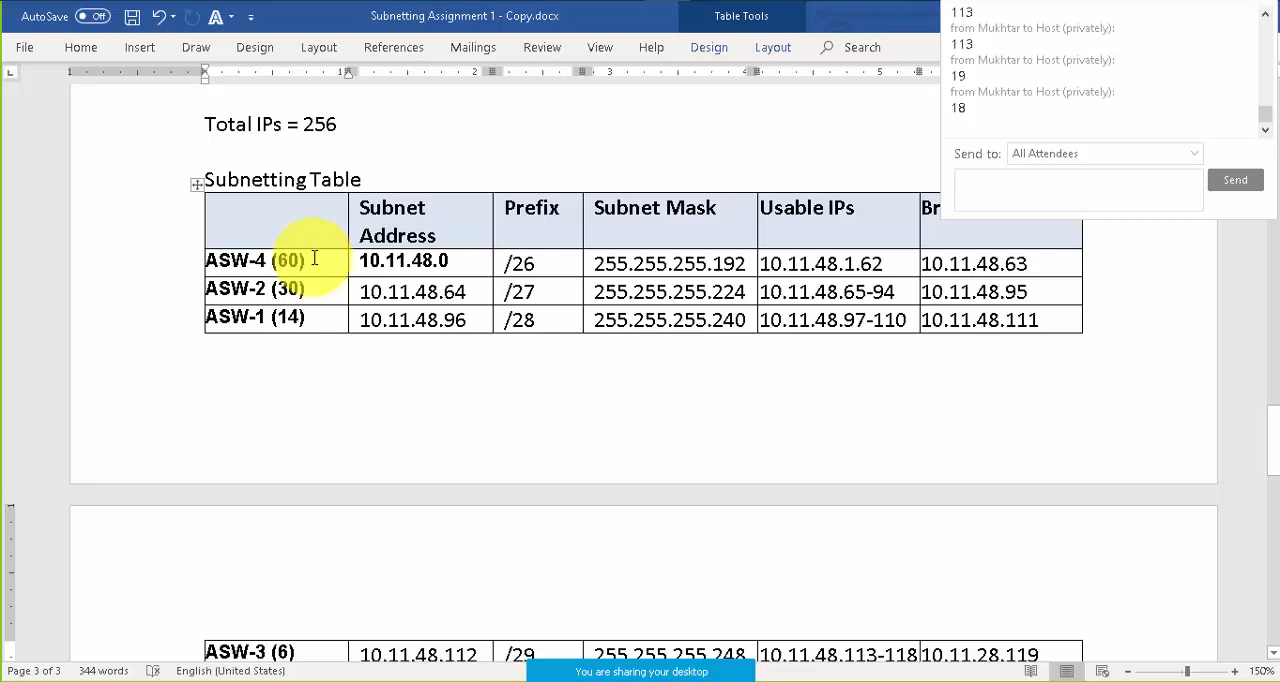 AutoSave Off Subnetting Assignment 1 - Copy.docx Table Tools
File Home Insert Draw Design Layout References Mailings Review View Help Design Layout Search
113
from Mukhtar to Host (privately):
113
from Mukhtar to Host (privately):
19
from Mukhtar to Host (privately):
18
Send to: All Attendees
Send
1 1 2 3 4 5
Total IPs = 256
Subnetting Table
Subnet Address Prefix Subnet Mask Usable IPs Br
ASW-4 (60) 10.11.48.0 /26 255.255.255.192 10.11.48.1.62 10.11.48.63
ASW-2 (30) 10.11.48.64 /27 255.255.255.224 10.11.48.65-94 10.11.48.95
ASW-1 (14) 10.11.48.96 /28 255.255.255.240 10.11.48.97-110 10.11.48.111
ASW-3 (6) 10.11.48.112 /29 255.255.255.248 10.11.48.113-118 10.11.28.119
Page 3 of 3 344 words English (United States) You are sharing your desktop 150%